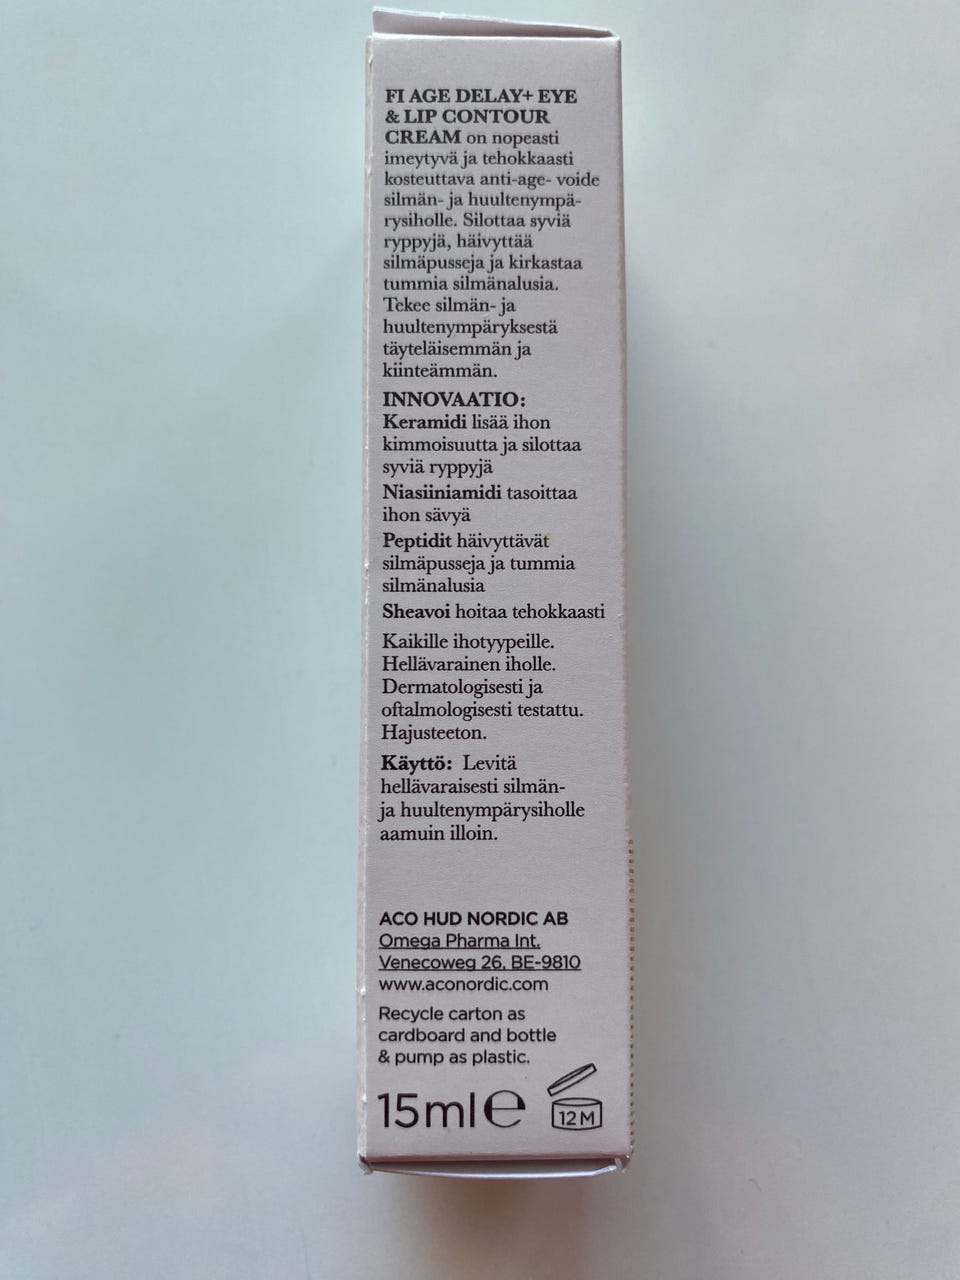 FI AGE DELAY+ EYE
& LIP CONTOUR
CREAM on nopeasti
imeytyvä ja tehokkaasti
kosteuttava anti-age- voide
silmän- ja huultenympä-
rysiholle. Silottaa syviä
ryppyjä, häivyttää
silmäpusseja ja kirkastaa
tummia silmänalusia.
Tekee silmän- ja
huultenympäryksestä
täyteläisemmän ja
kiinteämmän.
INNOVAATIO:
Keramidi lisää ihon
kimmoisuutta ja silottaa
syviä ryppyjä
Niasiiniamidi tasoittaa
ihon sävyä
Peptidit häivyttävät
silmäpusseja ja tummia
silmänalusia
Sheavoi hoitaa tehokkaasti
Kaikille ihotyypeille.
Hellävarainen iholle.
Dermatologisesti ja
oftalmologisesti testattu.
Hajusteeton.
Käyttö: Levitä
hellävaraisesti silmän-
ja huultenympärysiholle
aamuin illoin.
ACO HUD NORDIC AB
Omega Pharma Int.
Venecoweg 26, BE-9810
www.aconordic.com
Recycle carton as
cardboard and bottle
& pump as plastic.
15ml℮ 12M